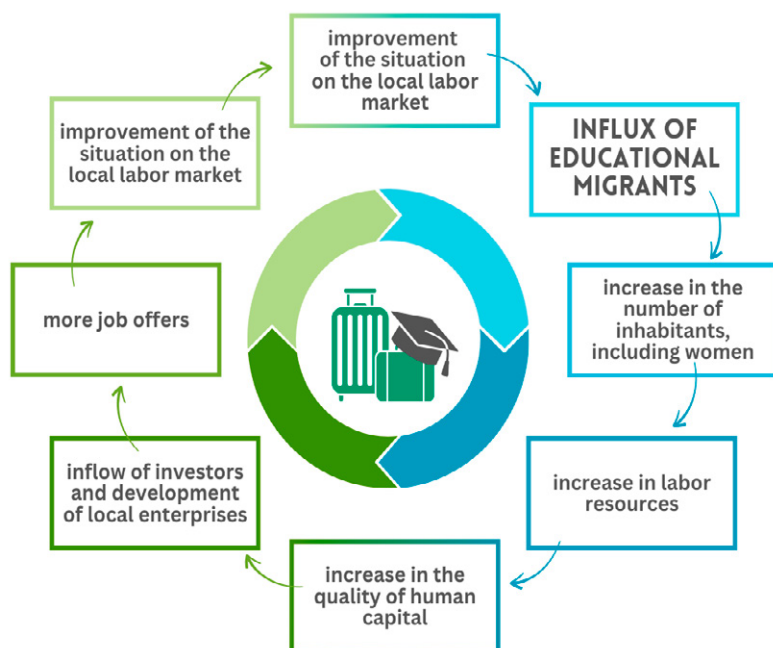 improvement
of the situation
on the local labor
market
INFLUX OF
EDUCATIONAL
MIGRANTS
increase in the
number of
inhabitants,
including women
increase in labor
resources
increase in the
quality of human
capital
inflow of investors
and development
of local enterprises
more job offers
improvement of the
situation on the
local labor market